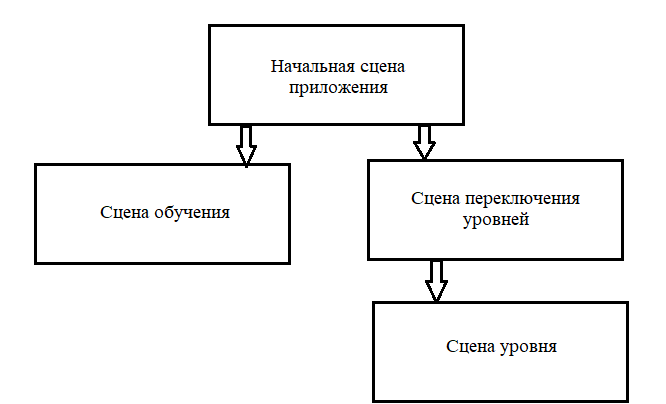 Начальная сцена
приложения
Сцена обучения
Сцена переключения
уровней
Сцена уровня